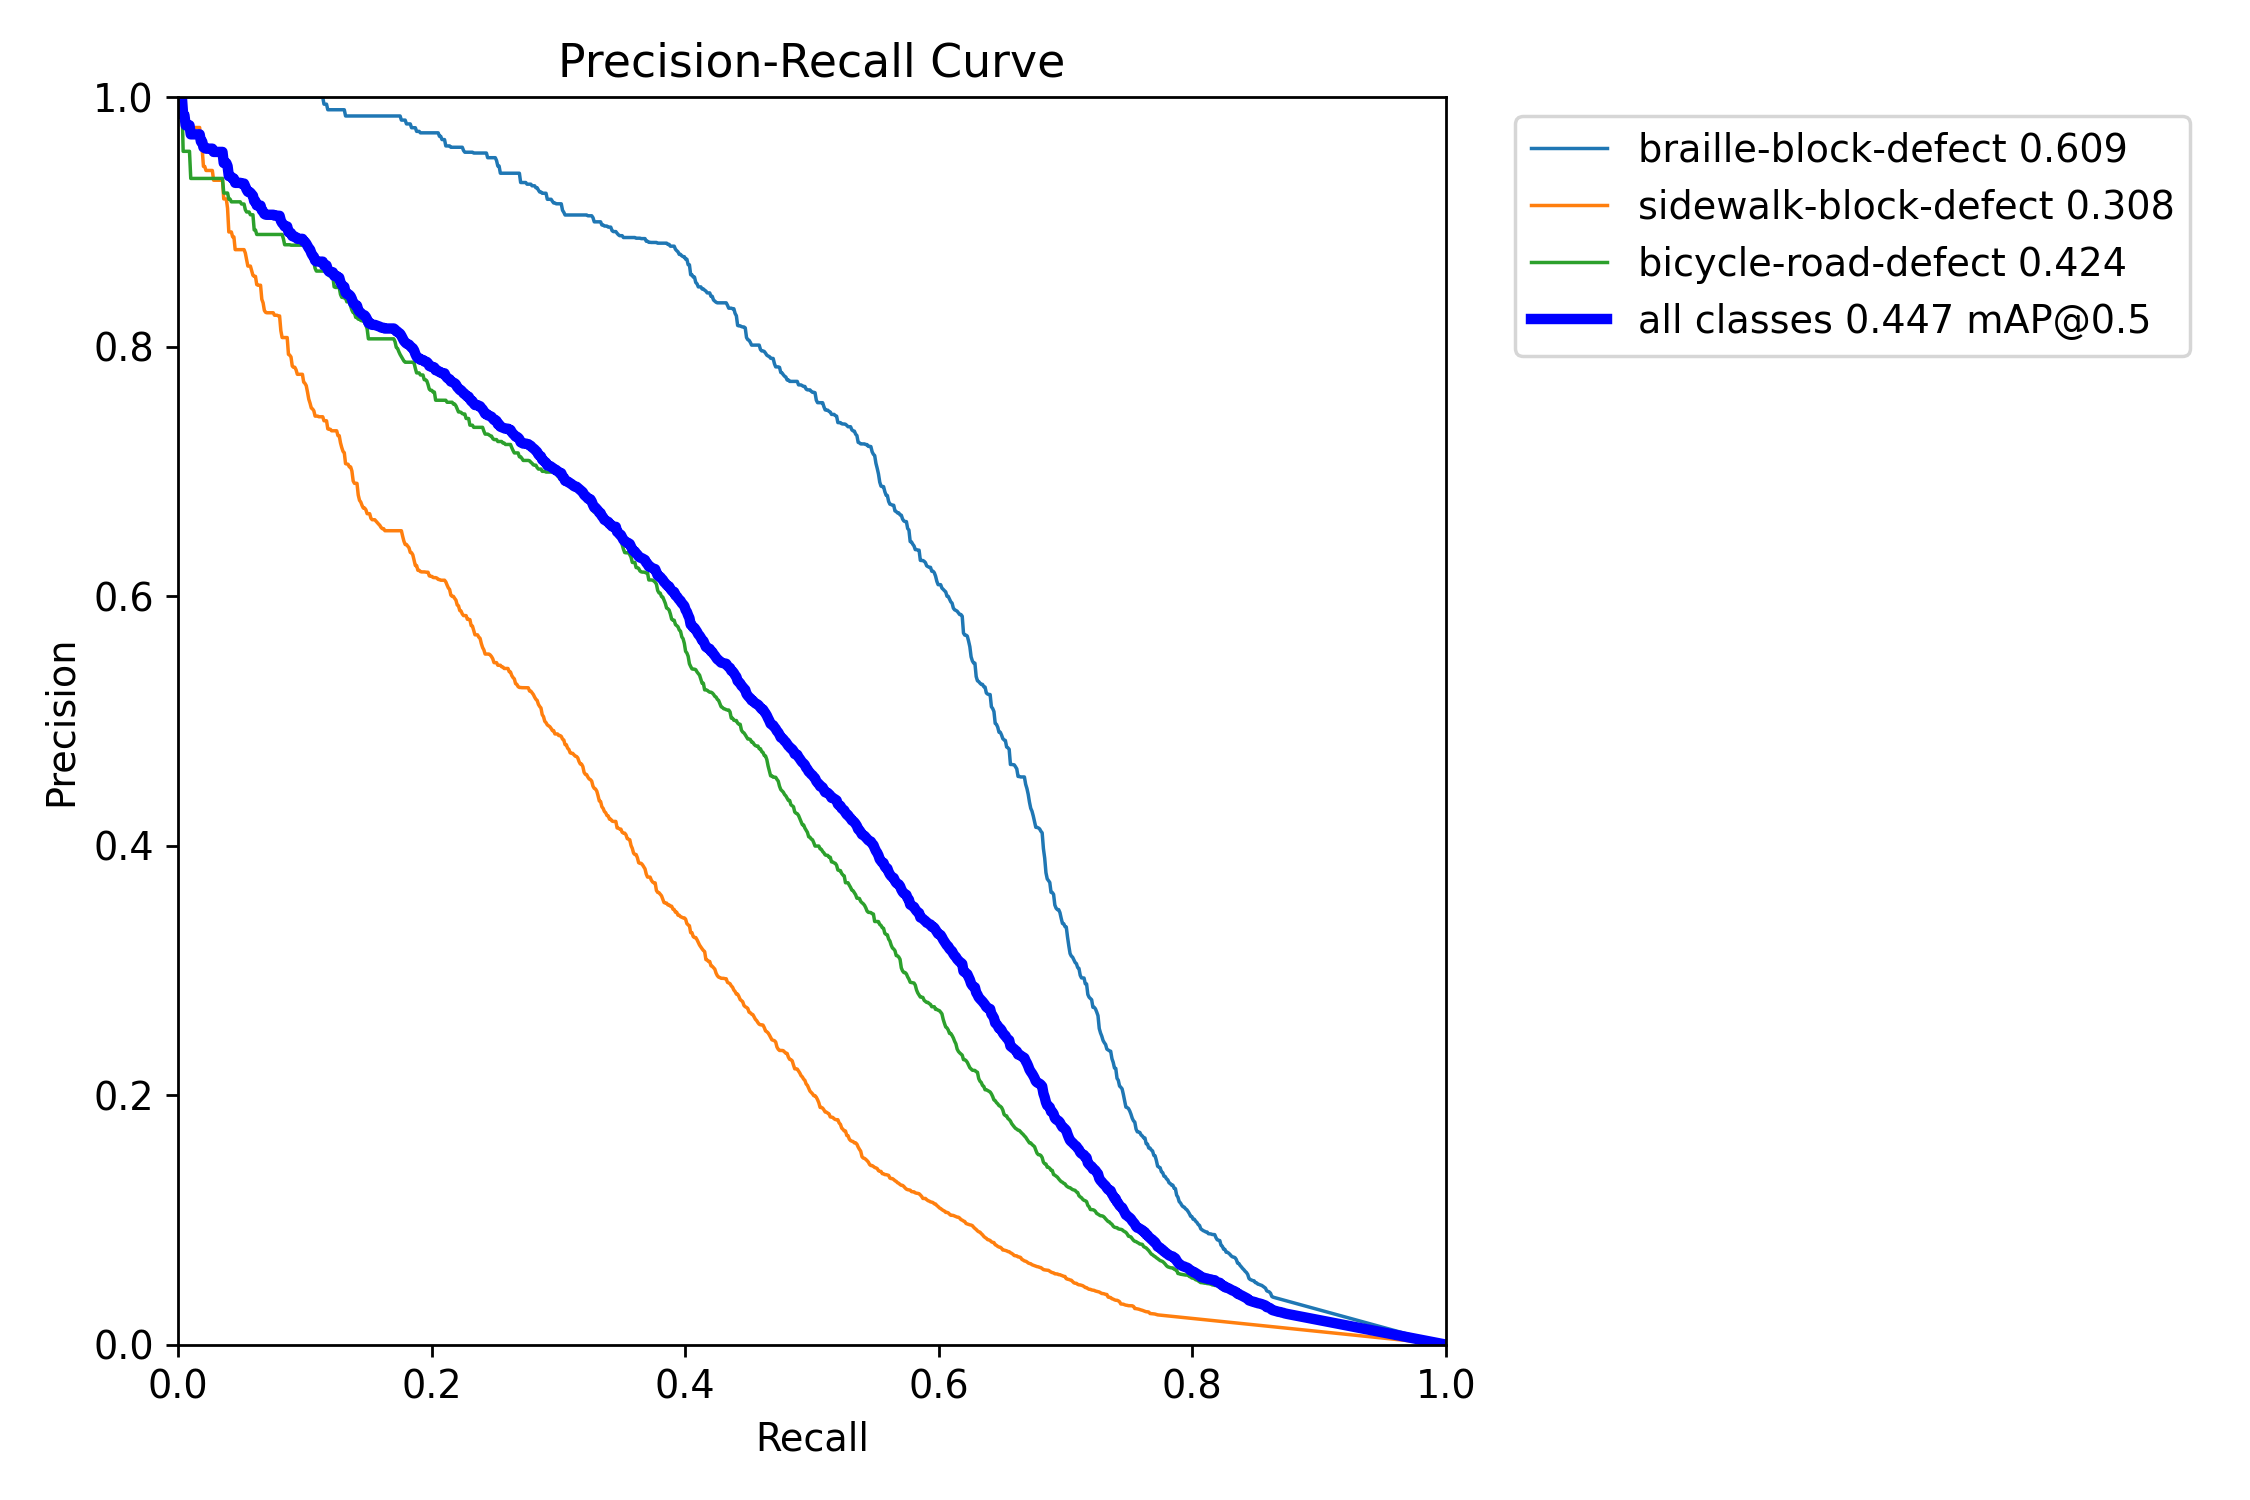 Precision-Recall Curve
1.0
0.8
0.6
0.4
0.2
0.0
Precision
0.0 0.2 0.4 0.6 0.8 1.0
Recall
braille-block-defect 0.609
sidewalk-block-defect 0.308
bicycle-road-defect 0.424
all classes 0.447 mAP@0.5